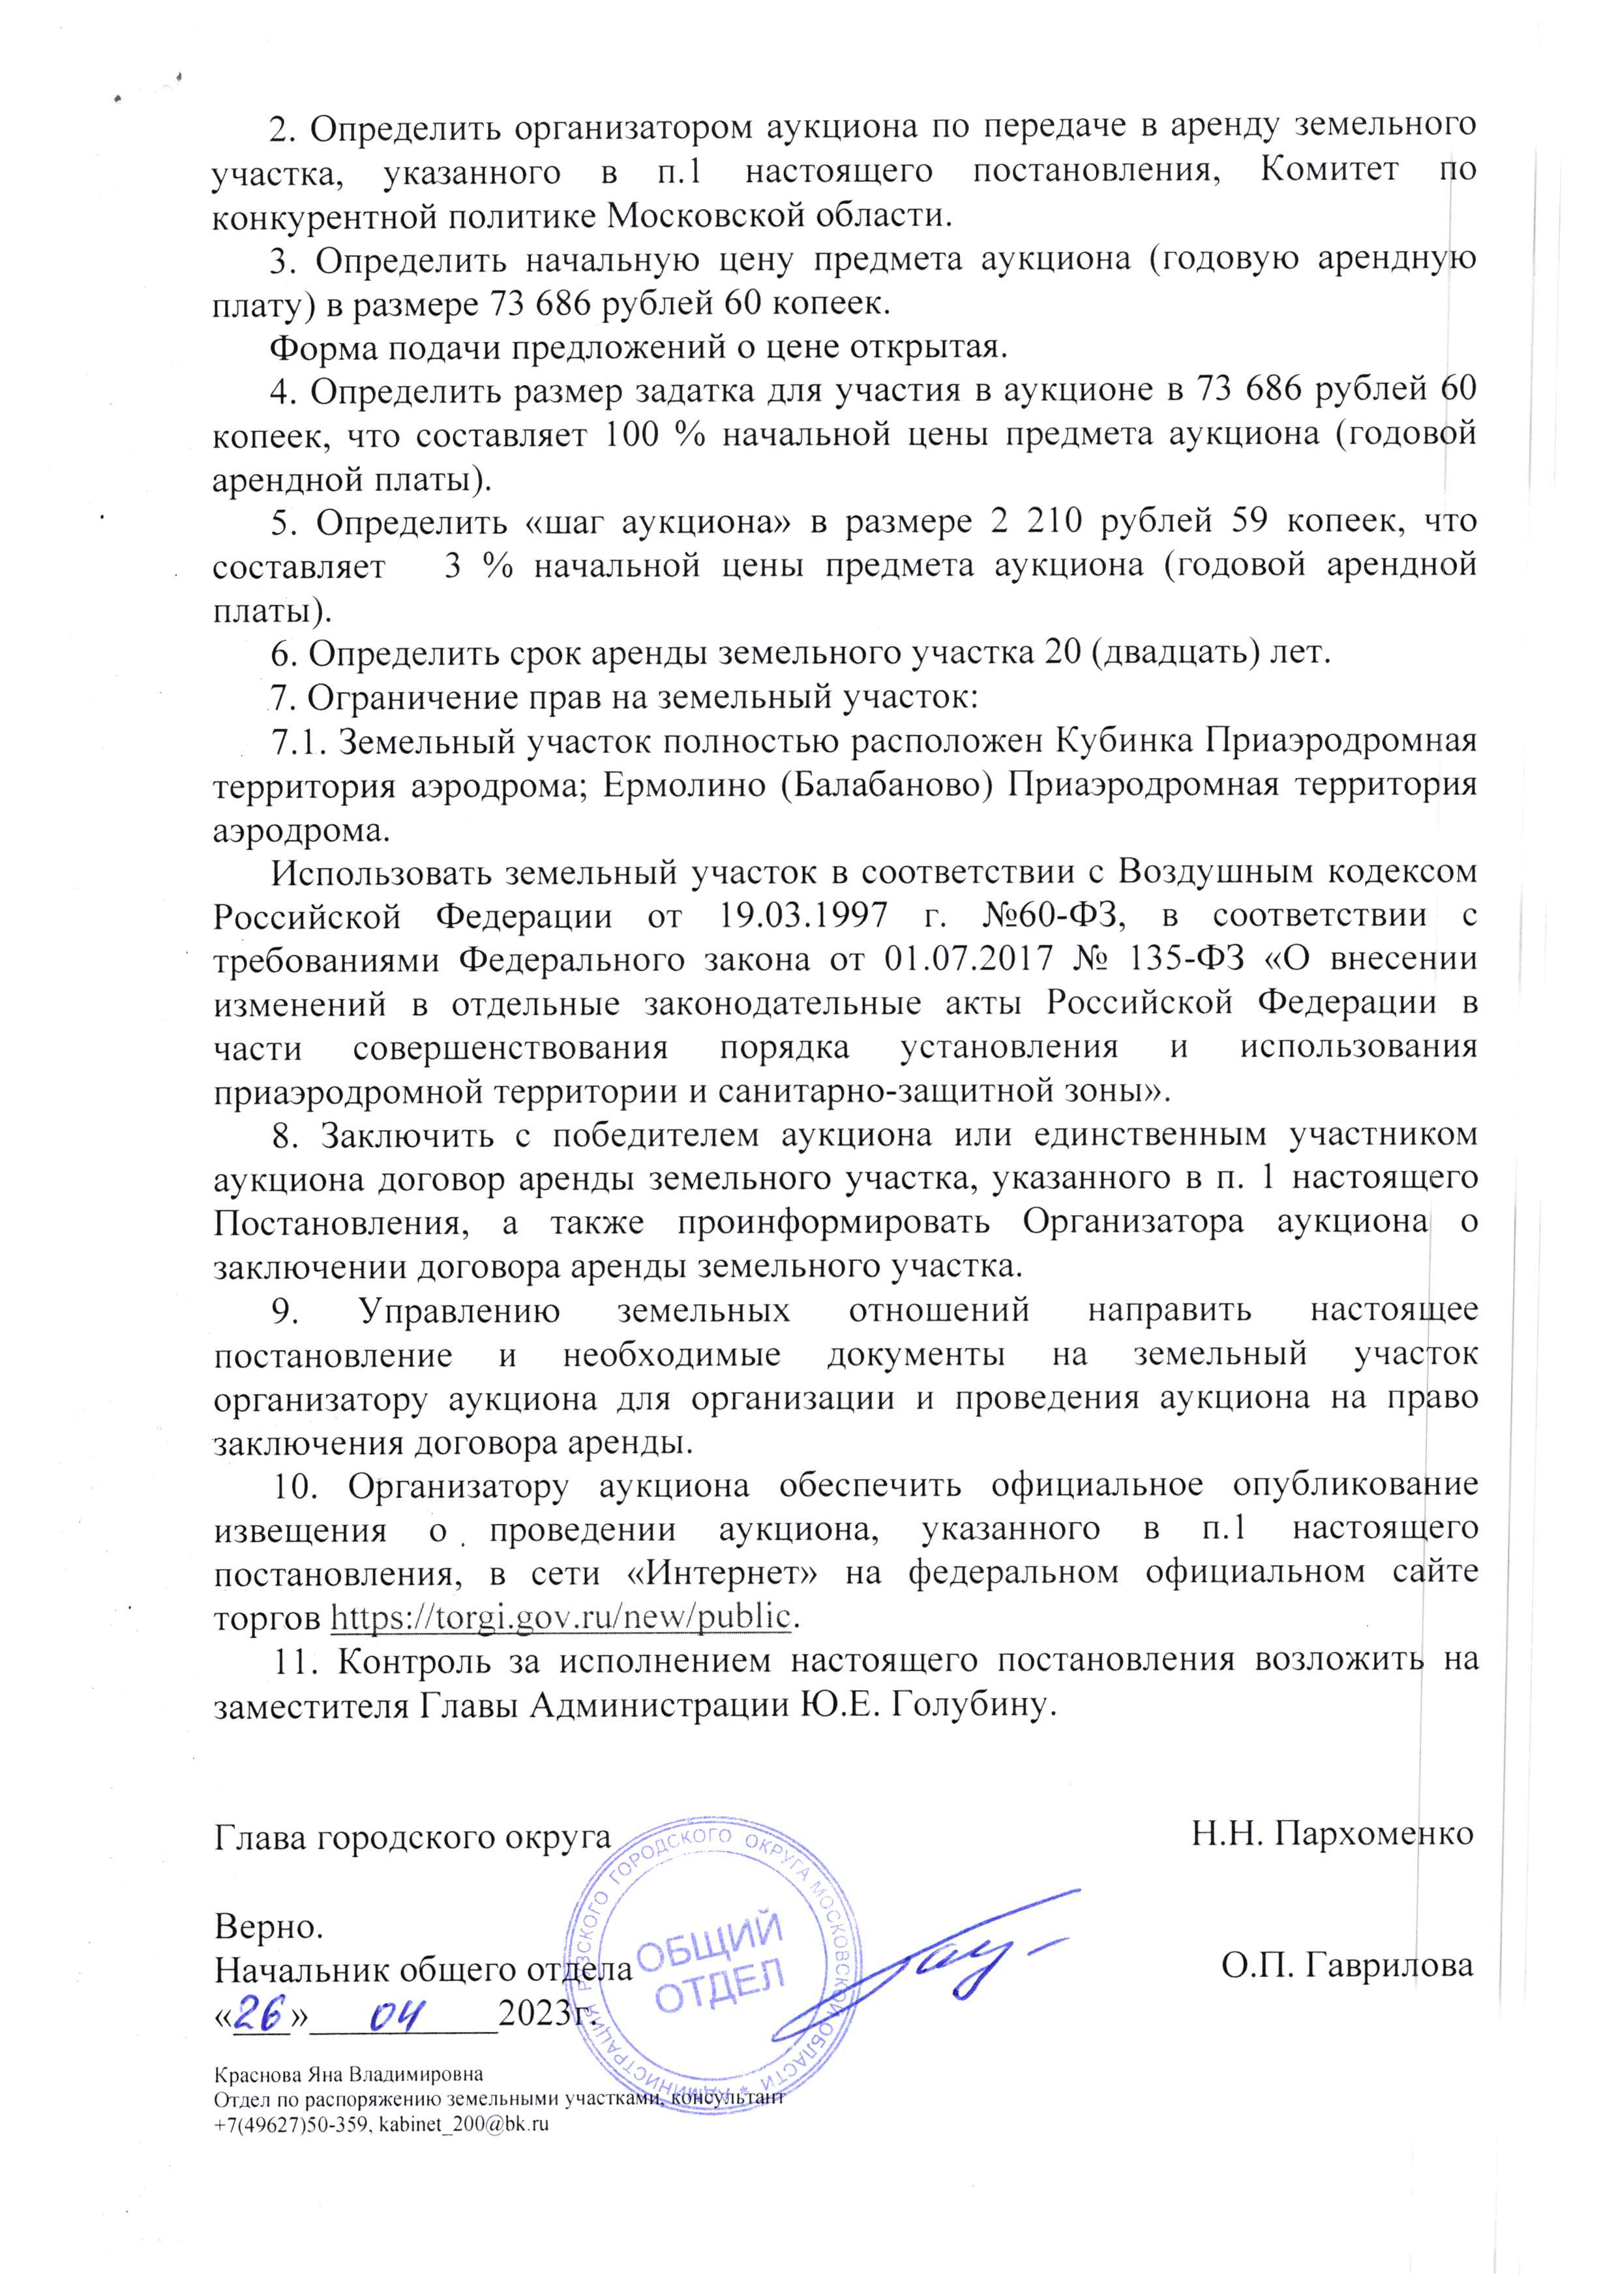 2. Определить организатором аукциона по передаче в аренду земельного
участка, указанного в п.1 настоящего постановления, Комитет по
конкурентной политике Московской области.
3. Определить начальную цену предмета аукциона (годовую арендную
плату) в размере 73 686 рублей 60 копеек.
Форма подачи предложений о цене открытая.
4. Определить размер задатка для участия в аукционе в 73 686 рублей 60
копеек, что составляет 100 % начальной цены предмета аукциона (годовой
арендной платы).
5. Определить «шаг аукциона» в размере 2 210 рублей 59 копеек, что
составляет 3 % начальной цены предмета аукциона (годовой арендной
платы).
6. Определить срок аренды земельного участка 20 (двадцать) лет.
7. Ограничение прав на земельный участок:
7.1. Земельный участок полностью расположен Кубинка Приаэродромная
территория аэродрома; Ермолино (Балабаново) Приаэродромная территория
аэродрома.
Использовать земельный участок в соответствии с Воздушным кодексом
Российской Федерации от 19.03.1997 г. №60-ФЗ, в соответствии с
требованиями Федерального закона от 01.07.2017 № 135-ФЗ «О внесении
изменений в отдельные законодательные акты Российской Федерации в
части совершенствования порядка установления и использования
приаэродромной территории и санитарно-защитной зоны».
8. Заключить с победителем аукциона или единственным участником
аукциона договор аренды земельного участка, указанного в п. 1 настоящего
Постановления, а также проинформировать Организатора аукциона о
заключении договора аренды земельного участка.
9. Управлению земельных отношений направить настоящее
постановление и необходимые документы на земельный участок
организатору аукциона для организации и проведения аукциона на право
заключения договора аренды.
10. Организатору аукциона обеспечить официальное опубликование
извещения о проведении аукциона, указанного в п.1 настоящего
постановления, в сети «Интернет» на федеральном официальном сайте
торгов https://torgi.gov.ru/new/public.
11. Контроль за исполнением настоящего постановления возложить на
заместителя Главы Администрации Ю.Е. Голубину.
Глава городского округа Н.Н. Пархоменко
Верно.
Начальник общего отдела О.П. Гаврилова
«26» 04 2023г.
АДМИНИСТРАЦИЯ РУЗСКОГО ГОРОДСКОГО ОКРУГА МОСКОВСКОЙ ОБЛАСТИ *
ОБЩИЙ
ОТДЕЛ
Краснова Яна Владимировна
Отдел по распоряжению земельными участками, консультант
+7(49627)50-359, kabinet_200@bk.ru